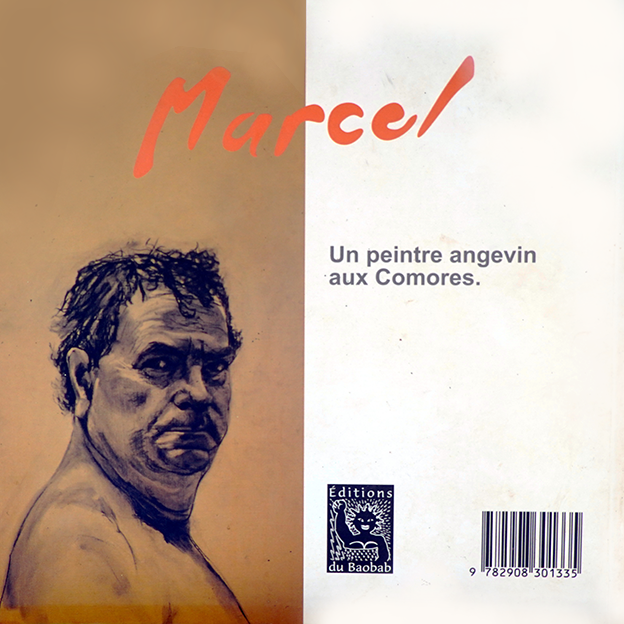 Marcel
Un peintre angevin
aux Comores.
Éditions
du Baobab
9 782908 301335